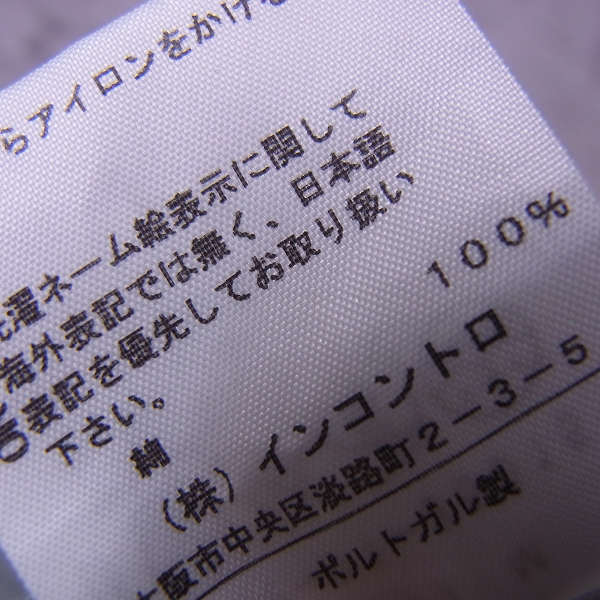 らアイロンをかける
洗濯ネーム絵表示に関して
海外表記では無く、日本語
表記を優先してお取り扱い
下さい。
綿 100%
(株)インコントロ
大阪市中央区淡路町2-3-5
ポルトガル製